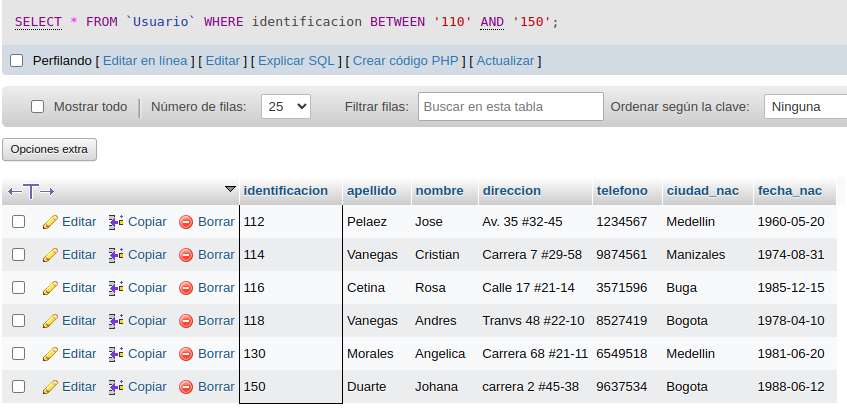 SELECT * FROM `Usuario` WHERE identificacion BETWEEN '110' AND '150';
Perfilando [ Editar en línea ] [ Editar ] [ Explicar SQL ] [ Crear código PHP ] [ Actualizar ]
Mostrar todo | Número de filas: 25 Filtrar filas: Buscar en esta tabla Ordenar según la clave: Ninguna
Opciones extra
identificacion apellido nombre direccion telefono ciudad_nac fecha_nac
Editar Copiar Borrar 112 Pelaez Jose Av. 35 #32-45 1234567 Medellin 1960-05-20
Editar Copiar Borrar 114 Vanegas Cristian Carrera 7 #29-58 9874561 Manizales 1974-08-31
Editar Copiar Borrar 116 Cetina Rosa Calle 17 #21-14 3571596 Buga 1985-12-15
Editar Copiar Borrar 118 Vanegas Andres Tranvs 48 #22-10 8527419 Bogota 1978-04-10
Editar Copiar Borrar 130 Morales Angelica Carrera 68 #21-11 6549518 Medellin 1981-06-20
Editar Copiar Borrar 150 Duarte Johana carrera 2 #45-38 9637534 Bogota 1988-06-12